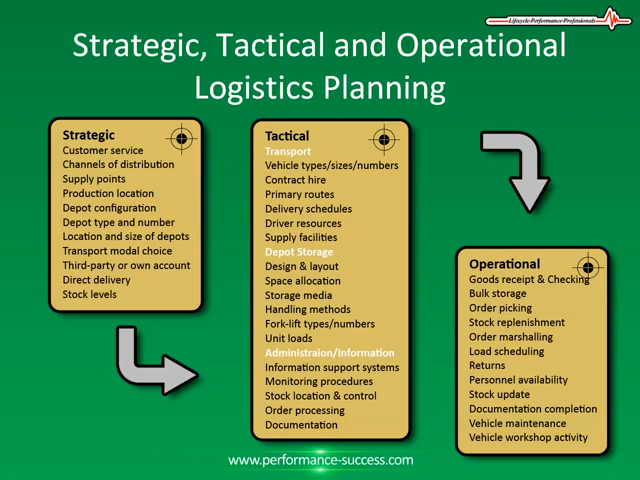 Lifecycle-Performance-Professionals
Strategic, Tactical and Operational
Logistics Planning
Strategic
Customer service
Channels of distribution
Supply points
Production location
Depot configuration
Depot type and number
Location and size of depots
Transport modal choice
Third-party or own account
Direct delivery
Stock levels
Tactical
Transport
Vehicle types/sizes/numbers
Contract hire
Primary routes
Delivery schedules
Driver resources
Supply facilities
Depot Storage
Design & layout
Space allocation
Storage media
Handling methods
Fork-lift types/numbers
Unit loads
Administraion/Information
Information support systems
Monitoring procedures
Stock location & control
Order processing
Documentation
Operational
Goods receipt & Checking
Bulk storage
Order picking
Stock replenishment
Order marshalling
Load scheduling
Returns
Personnel availability
Stock update
Documentation completion
Vehicle maintenance
Vehicle workshop activity
www.performance-success.com